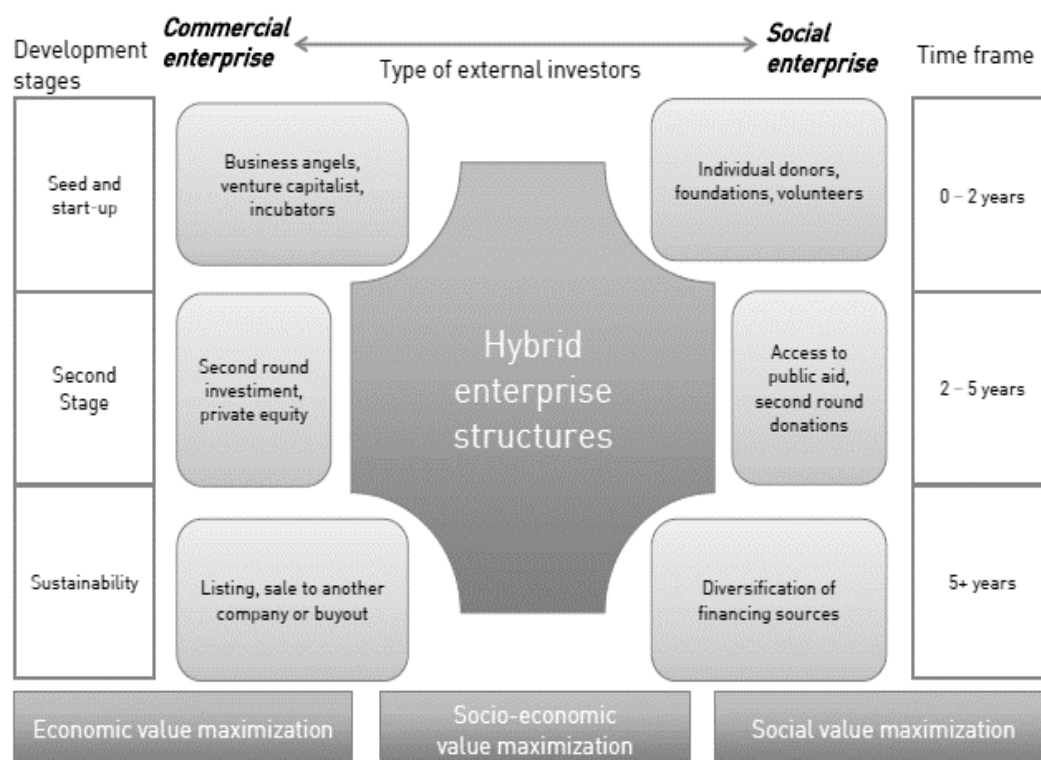 Development
stages
Commercial
enterprise
Type of external investors
Social
enterprise
Time frame
Seed and
start-up
Business angels,
venture capitalist,
incubators
Individual donors,
foundations, volunteers
0 – 2 years
Second
Stage
Second round
investiment,
private equity
Hybrid
enterprise
structures
Access to
public aid,
second round
donations
2 – 5 years
Sustainability
Listing, sale to another
company or buyout
Diversification of
financing sources
5+ years
Economic value maximization
Socio-economic
value maximization
Social value maximization